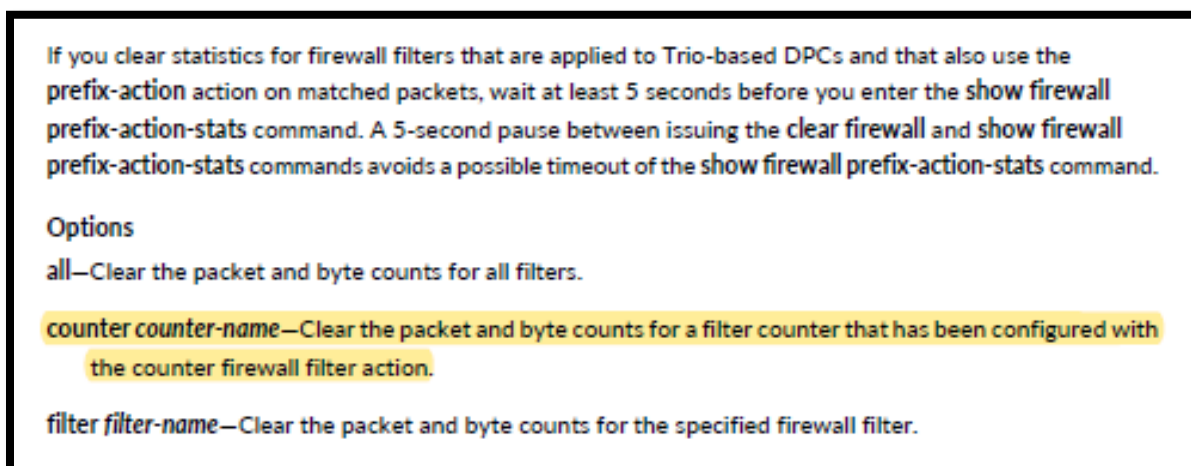 If you clear statistics for firewall filters that are applied to Trio-based DPCs and that also use the
prefix-action action on matched packets, wait at least 5 seconds before you enter the show firewall
prefix-action-stats command. A 5-second pause between issuing the clear firewall and show firewall
prefix-action-stats commands avoids a possible timeout of the show firewall prefix-action-stats command.
Options
all—Clear the packet and byte counts for all filters.
counter counter-name—Clear the packet and byte counts for a filter counter that has been configured with
the counter firewall filter action.
filter filter-name—Clear the packet and byte counts for the specified firewall filter.